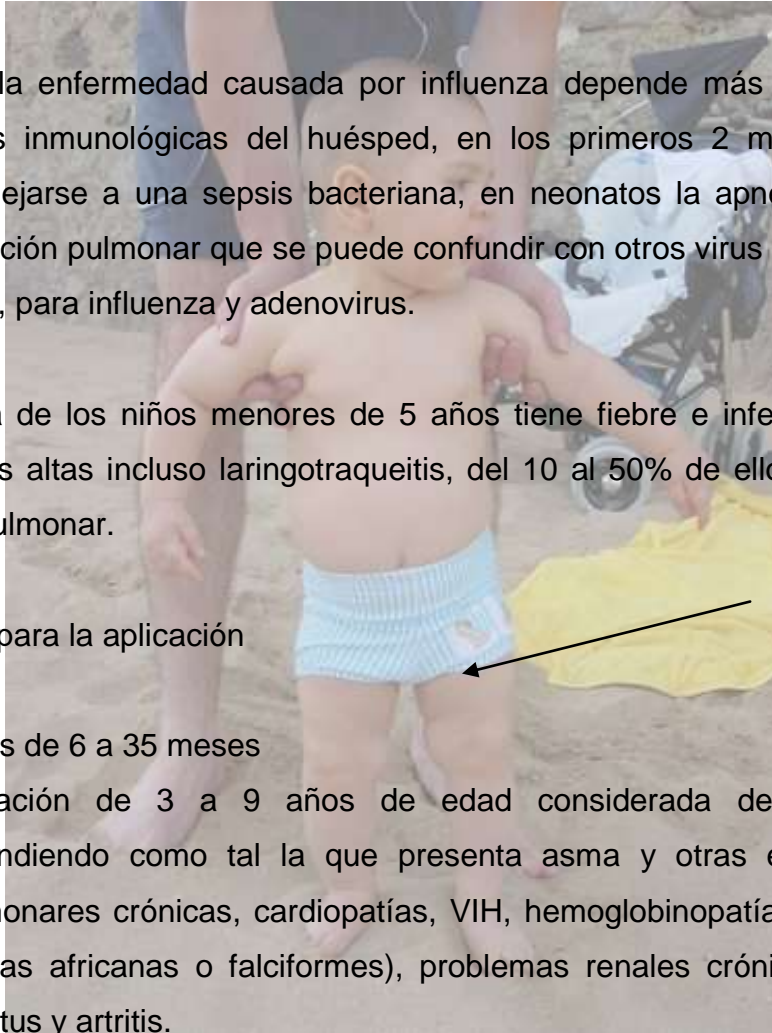 la enfermedad causada por influenza depende más
s inmunológicas del huésped, en los primeros 2 m
ejarse a una sepsis bacteriana, en neonatos la apne
ción pulmonar que se puede confundir con otros virus
, para influenza y adenovirus.
a de los niños menores de 5 años tiene fiebre e infe
s altas incluso laringotraqueitis, del 10 al 50% de ello
ulmonar.
para la aplicación
s de 6 a 35 meses
ación de 3 a 9 años de edad considerada de
ndiendo como tal la que presenta asma y otras e
onares crónicas, cardiopatías, VIH, hemoglobinopatía
as africanas o falciformes), problemas renales cróni
tus y artritis.